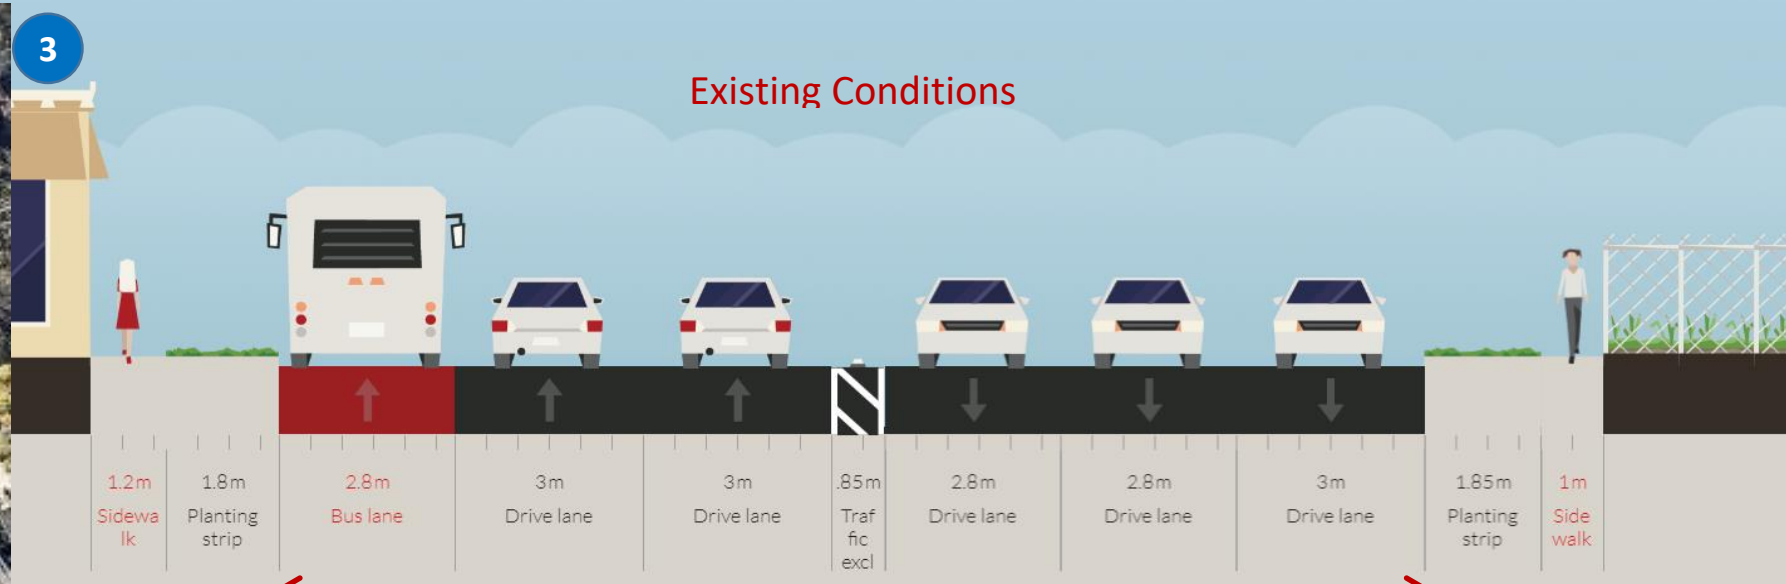 3
Existing Conditions
1.2m
Sidewa
lk
1.8m
Planting
strip
2.8m
Bus lane
3m
Drive lane
3m
Drive lane
.85m
Traf
fic
excl
2.8m
Drive lane
2.8m
Drive lane
3m
Drive lane
1.85m
Planting
strip
1m
Side
walk